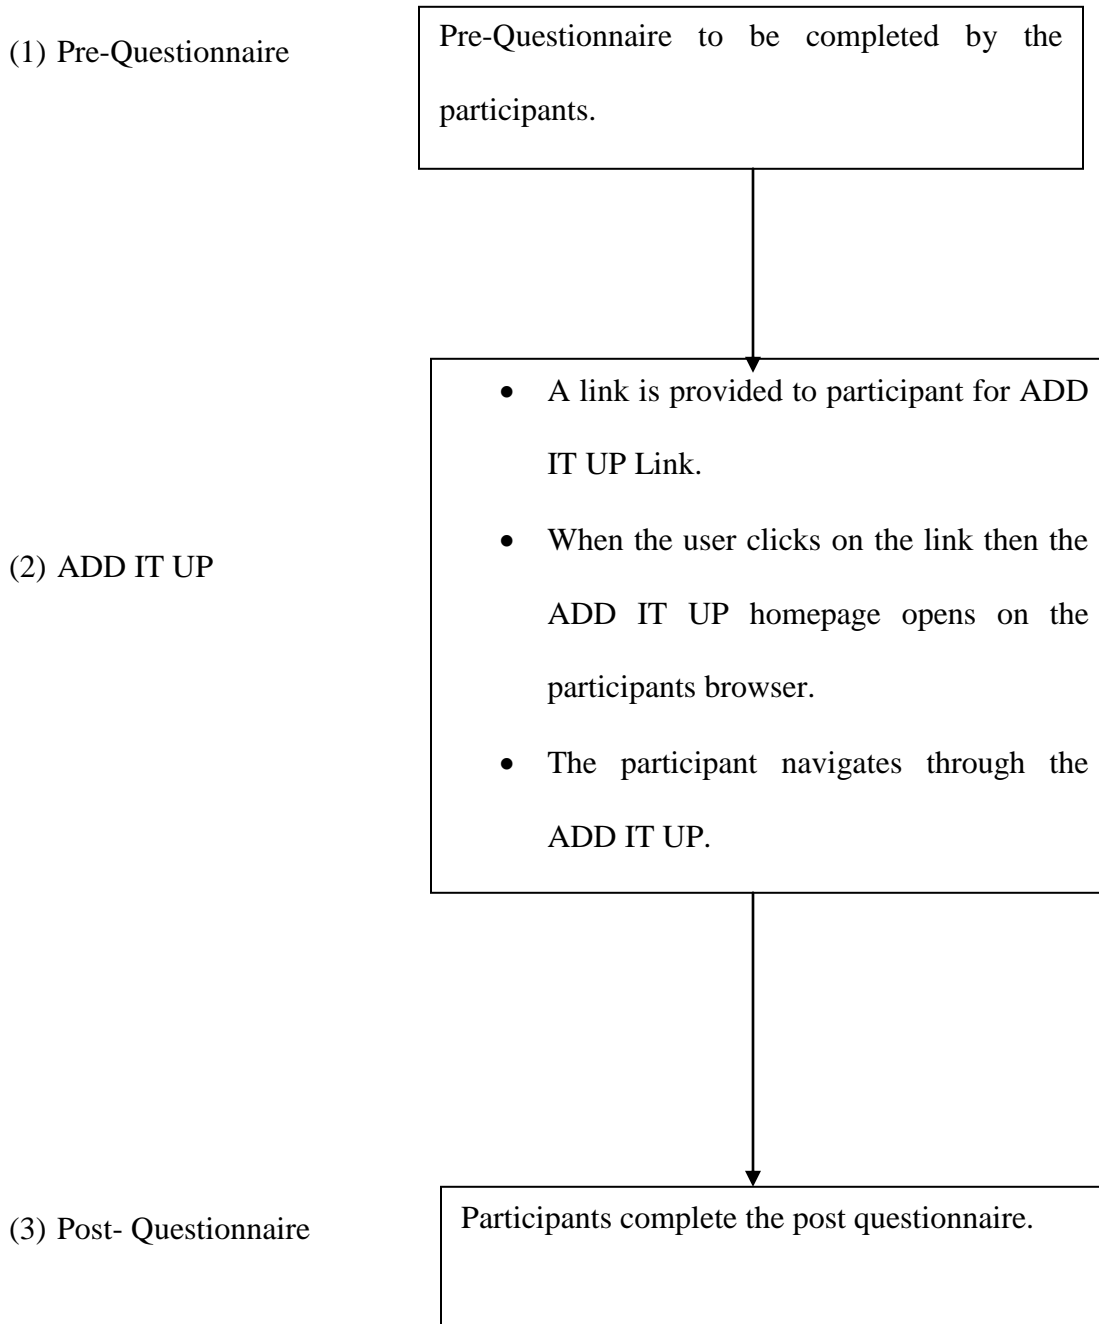 (1) Pre-Questionnaire
Pre-Questionnaire to be completed by the
participants.
• A link is provided to participant for ADD
IT UP Link.
• When the user clicks on the link then the
ADD IT UP homepage opens on the
participants browser.
• The participant navigates through the
ADD IT UP.
(2) ADD IT UP
(3) Post- Questionnaire
Participants complete the post questionnaire.